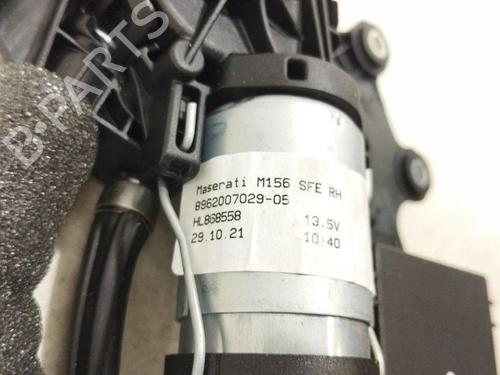 B-PARTS
Maserati M156 SFE RH
8962007029-05
HL868558 13.5V
29.10.21 10:40